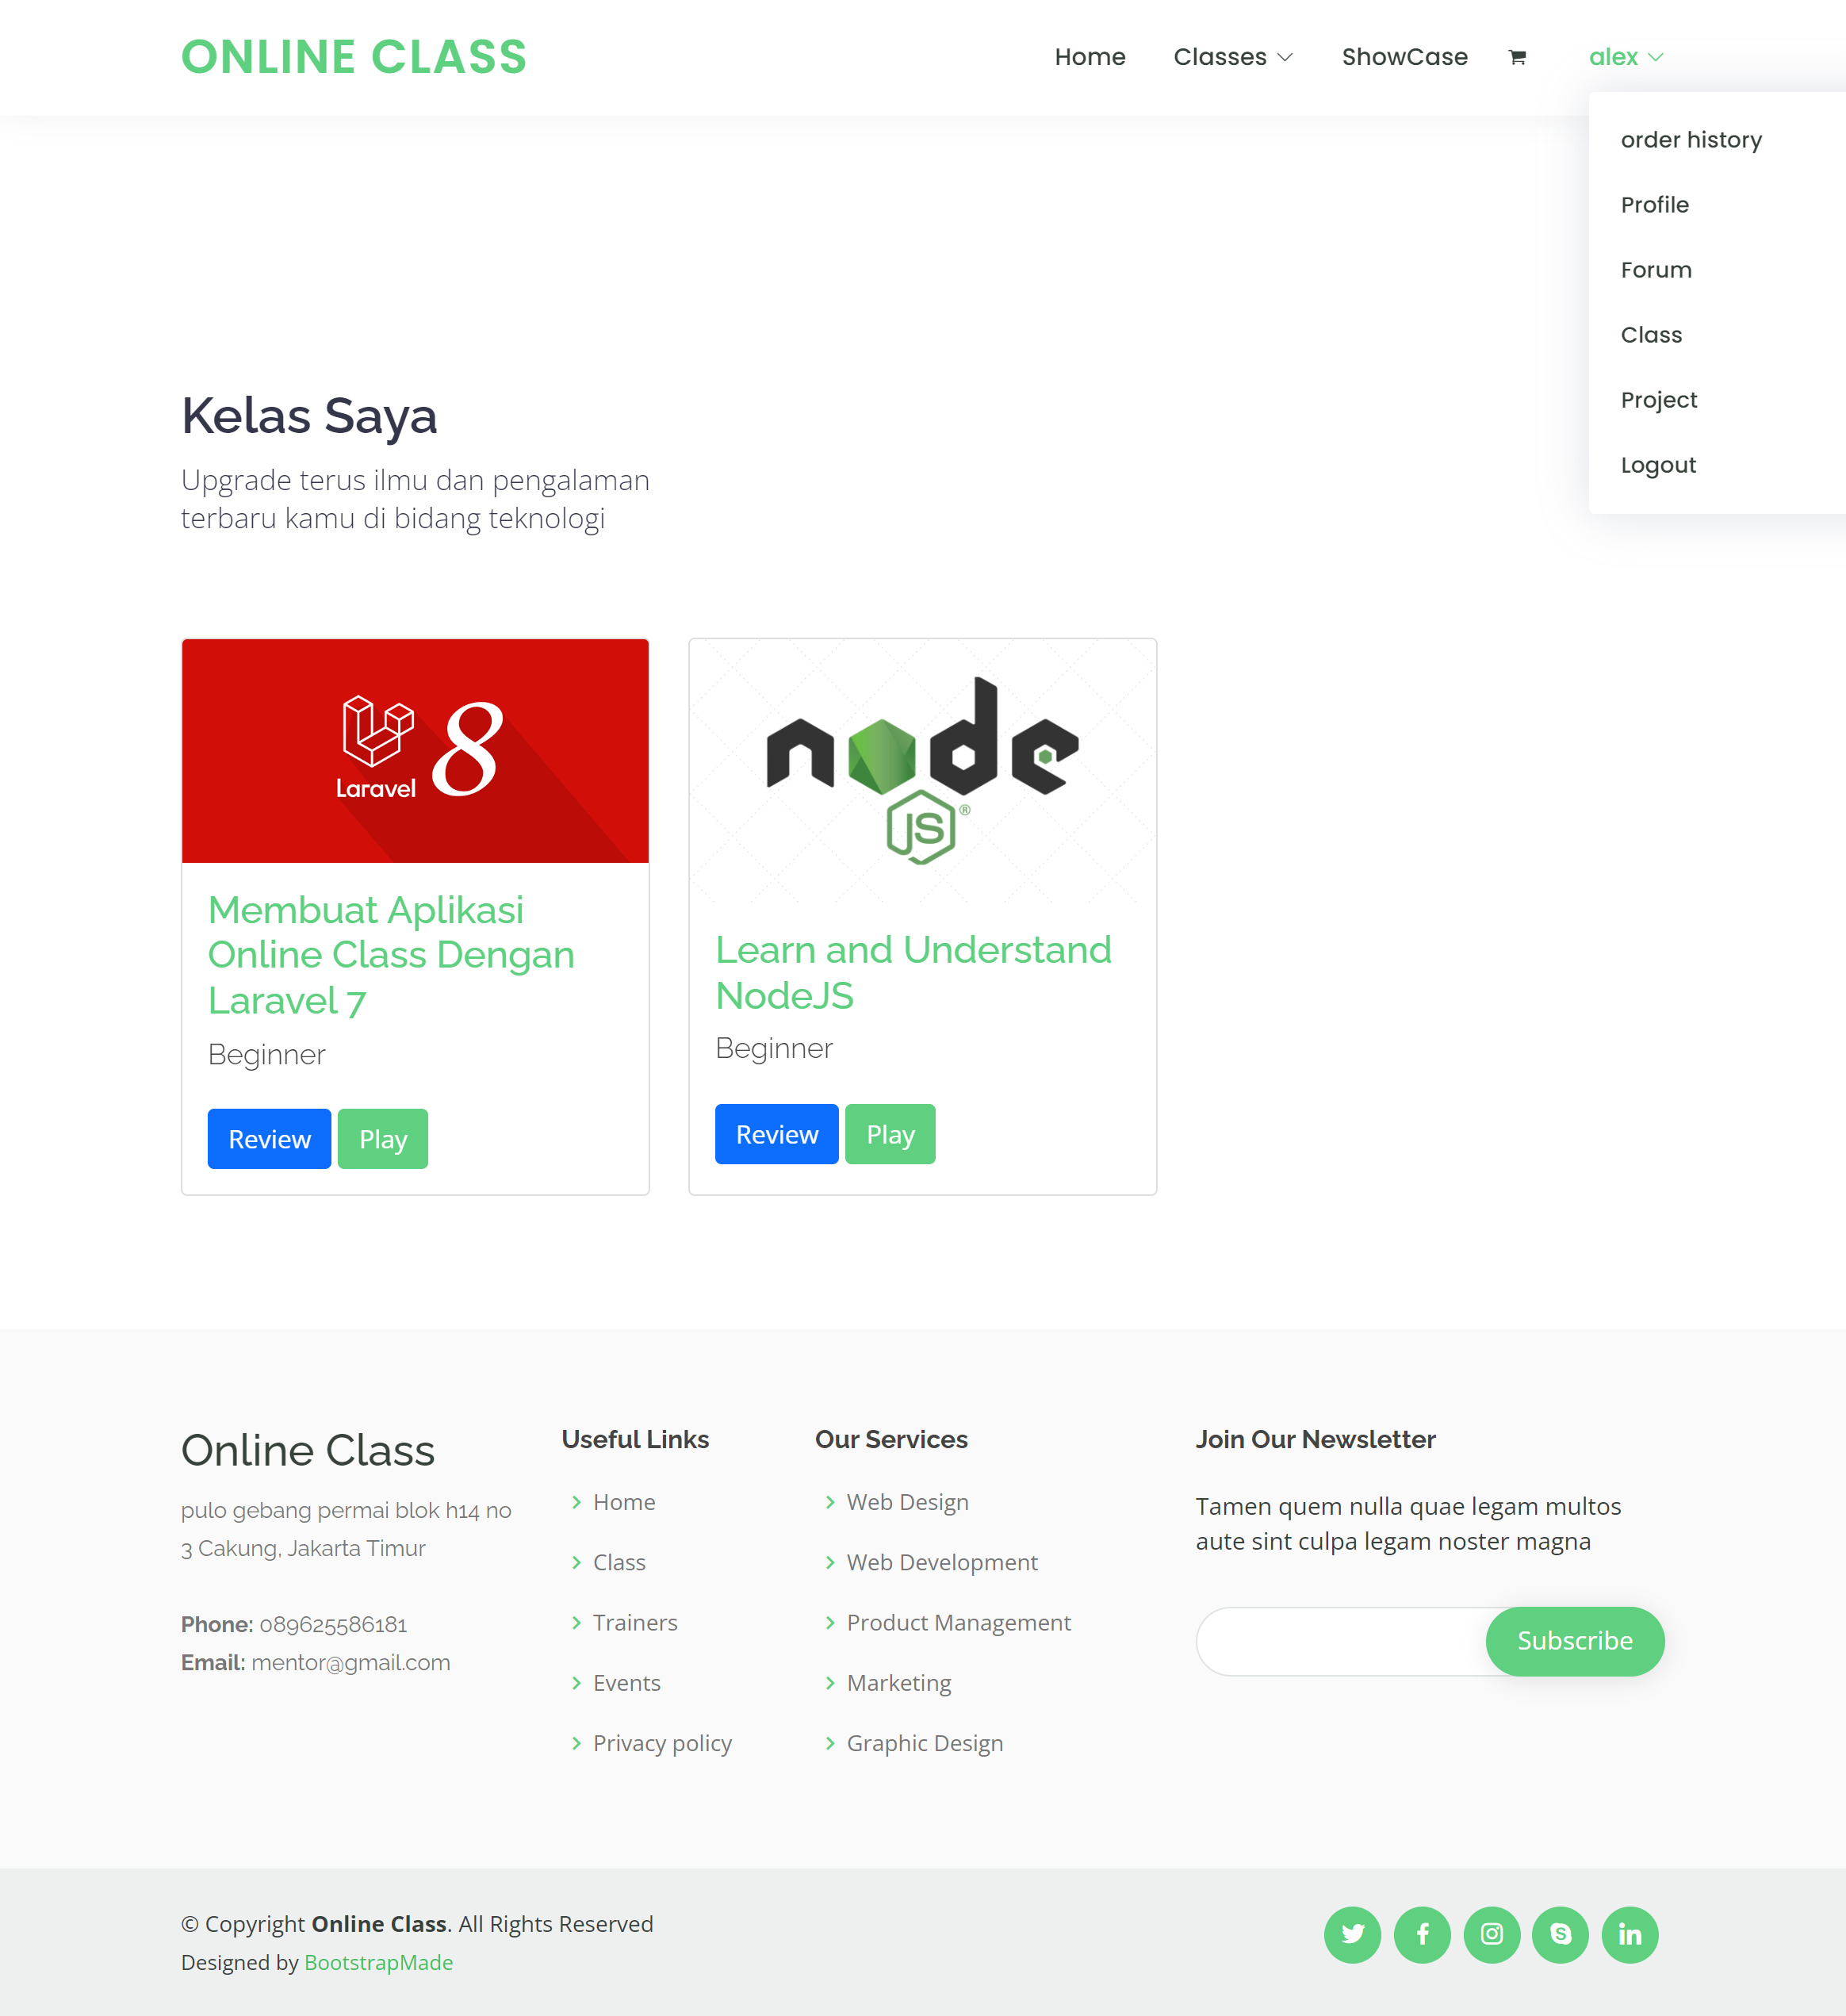 ONLINE CLASS
Home
Classes
ShowCase
alex
order history
Profile
Forum
Class
Project
Logout
Kelas Saya
Upgrade terus ilmu dan pengalaman
terbaru kamu di bidang teknologi
Laravel 8
Membuat Aplikasi
Online Class Dengan
Laravel 7
Beginner
Review
Play
node
JS ®
Learn and Understand
NodeJS
Beginner
Review
Play
Online Class
pulo gebang permai blok h14 no
3 Cakung, Jakarta Timur
Phone: 089625586181
Email: mentor@gmail.com
Useful Links
Home
Class
Trainers
Events
Privacy policy
Our Services
Web Design
Web Development
Product Management
Marketing
Graphic Design
Join Our Newsletter
Tamen quem nulla quae legam multos
aute sint culpa legam noster magna
Subscribe
© Copyright Online Class. All Rights Reserved
Designed by BootstrapMade